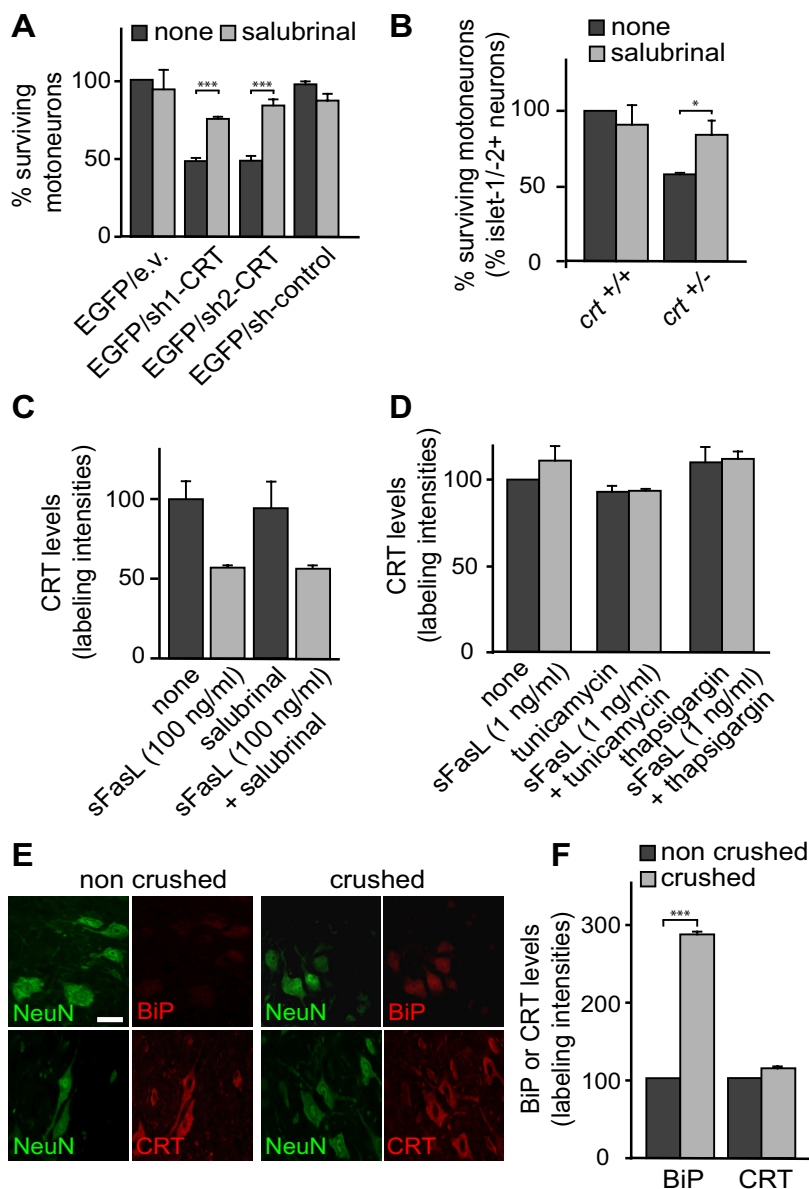 A
none salubrinal
% surviving
motoneurons
100
50
0
***
***
EGFP/e.v.
EGFP/sh1-CRT
EGFP/sh2-CRT
EGFP/sh-control
B
none
salubrinal
% surviving motoneurons
(% islet-1/-2+ neurons)
100
50
0
*
crt +/+
crt +/-
C
CRT levels
(labeling intensities)
100
50
0
none
sFasL (100 ng/ml)
salubrinal
sFasL (100 ng/ml)
+ salubrinal
D
CRT levels
(labeling intensities)
100
50
0
none
sFasL (1 ng/ml)
tunicamycin
sFasL (1 ng/ml)
+ tunicamycin
thapsigargin
sFasL (1 ng/ml)
+ thapsigargin
E
non crushed
crushed
NeuN
BiP
NeuN
BiP
NeuN
CRT
NeuN
CRT
F
non crushed
crushed
BiP or CRT levels
(labeling intensities)
300
200
100
0
***
BiP
CRT